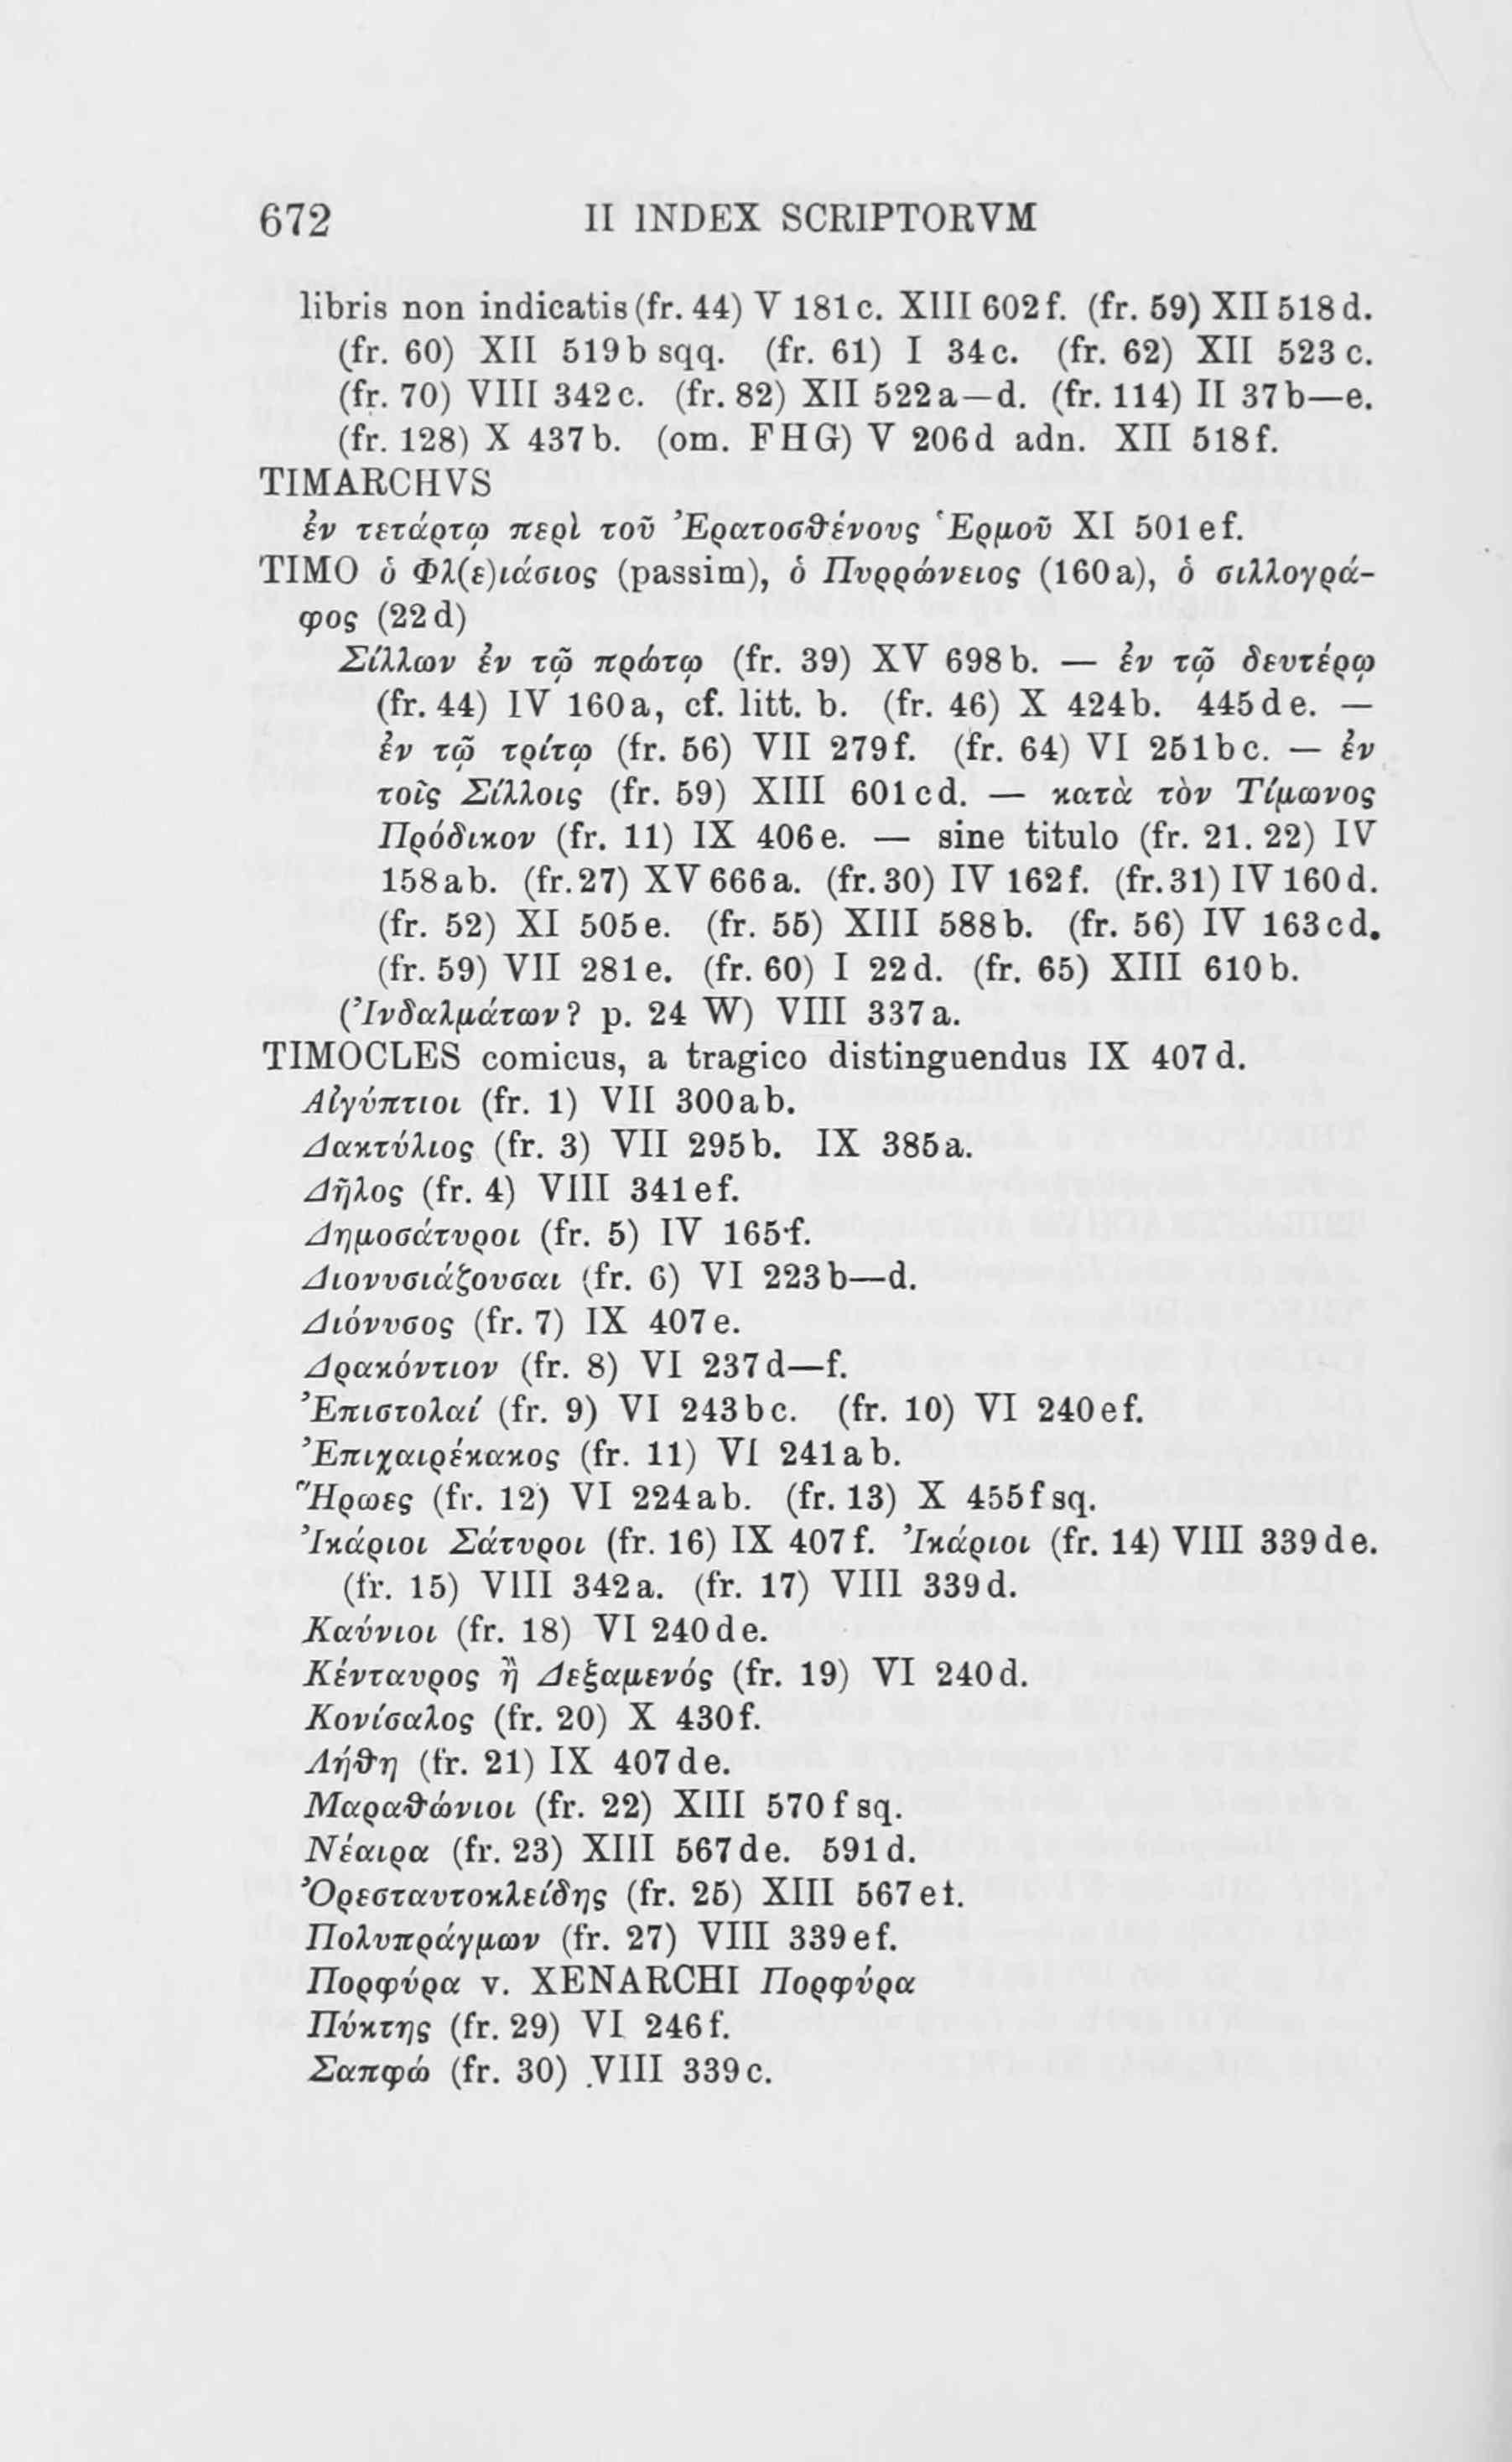 672 II INDEX SCRIPTORVM
libris non indicatis (fr. 44) V 181c. XIII 602f. (fr. 59) XII 518d.
(fr. 60) XII 519b sqq. (fr. 61) I 34c. (fr. 62) XII 523c.
(fr. 70) VIII 342c. (fr. 82) XII 522a—d. (fr. 114) II 37b—e.
(fr. 128) X 437b. (om. FHG) V 206d adn. XII 518f.
TIMARCHVS
ἐν τετάρτῳ περὶ τοῦ Ἐρατοσθένους Ἑρμοῦ XI 501ef.
TIMO ὁ Φλ(ε)ιάσιος (passim), ὁ Πυρρώνειος (160a), ὁ σιλλογρά-
φος (22d)
Σίλλων ἐν τῷ πρώτῳ (fr. 39) XV 698b. — ἐν τῷ δευτέρῳ
(fr. 44) IV 160a, cf. litt. b. (fr. 46) X 424b. 445de. —
ἐν τῷ τρίτῳ (fr. 56) VII 279f. (fr. 64) VI 251bc. — ἐν
τοῖς Σίλλοις (fr. 59) XIII 601cd. — κατὰ τὸν Τίμωνος
Πρόδικον (fr. 11) IX 406e. — sine titulo (fr. 21. 22) IV
158ab. (fr. 27) XV 666a. (fr. 30) IV 162f. (fr. 31) IV 160d.
(fr. 52) XI 505e. (fr. 55) XIII 588b. (fr. 56) IV 163cd.
(fr. 59) VII 281e. (fr. 60) I 22d. (fr. 65) XIII 610b.
(Ἰνδαλμάτων? p. 24 W) VIII 337a.
TIMOCLES comicus, a tragico distinguendus IX 407d.
Αἰγύπτιοι (fr. 1) VII 300ab.
Δακτύλιος (fr. 3) VII 295b. IX 385a.
Δῆλος (fr. 4) VIII 341ef.
Δημοσάτυροι (fr. 5) IV 165f.
Διονυσιάζουσαι (fr. 6) VI 223b—d.
Διόνυσος (fr. 7) IX 407e.
Δρακόντιον (fr. 8) VI 237d—f.
Ἐπιστολαί (fr. 9) VI 243bc. (fr. 10) VI 240ef.
Ἐπιχαιρέκακος (fr. 11) VI 241ab.
Ἥρωες (fr. 12) VI 224ab. (fr. 13) X 455f sq.
Ἰκάριοι Σάτυροι (fr. 16) IX 407f. Ἰκάριοι (fr. 14) VIII 339de.
(fr. 15) VIII 342a. (fr. 17) VIII 339d.
Καύνιοι (fr. 18) VI 240de.
Κένταυρος ἢ Δεξαμενός (fr. 19) VI 240d.
Κονίσαλος (fr. 20) X 430f.
Λήθη (fr. 21) IX 407de.
Μαραθώνιοι (fr. 22) XIII 570f sq.
Νέαιρα (fr. 23) XIII 567de. 591d.
Ὀρεσταυτοκλείδης (fr. 25) XIII 567ef.
Πολυπράγμων (fr. 27) VIII 339ef.
Πορφύρα v. XENARCHI Πορφύρα
Πύκτης (fr. 29) VI 246f.
Σαπφώ (fr. 30) VIII 339c.